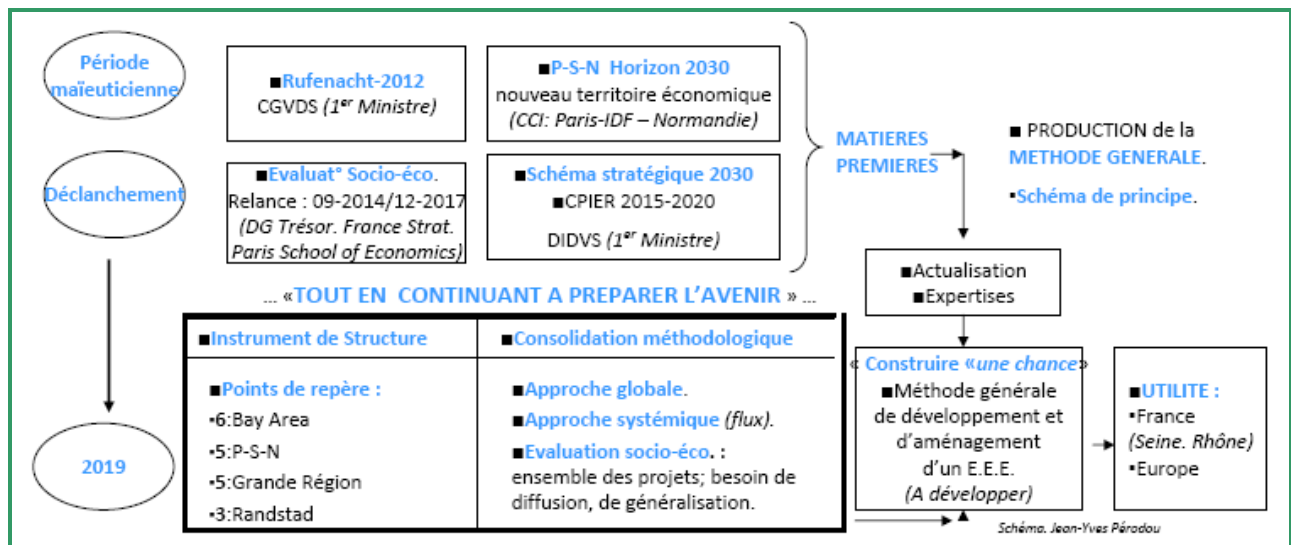 Période
maïeuticienne
■Rufenacht-2012
CGVDS (1er Ministre)
■P-S-N Horizon 2030
nouveau territoire économique
(CCI: Paris-IDF – Normandie)
Déclanchement
■Evaluat° Socio-éco.
Relance : 09-2014/12-2017
(DG Trésor. France Strat.
Paris School of Economics)
■Schéma stratégique 2030
■CPIER 2015-2020
DIDVS (1er Ministre)
MATIERES
PREMIERES
■ PRODUCTION de la
METHODE GENERALE.
▪Schéma de principe.
■Actualisation
■Expertises
... «TOUT EN CONTINUANT A PREPARER L’AVENIR » ...
■Instrument de Structure
■Consolidation méthodologique
■Points de repère :
▪6:Bay Area
▪5:P-S-N
▪5:Grande Région
▪3:Randstad
■Approche globale.
■Approche systémique (flux).
■Evaluation socio-éco. :
ensemble des projets; besoin de
diffusion, de généralisation.
2019
« Construire «une chance»
■Méthode générale
de développement et
d’aménagement
d’un E.E.E.
(A développer)
■UTILITE :
▪France
(Seine. Rhône)
▪Europe
Schéma. Jean-Yves Pérodou